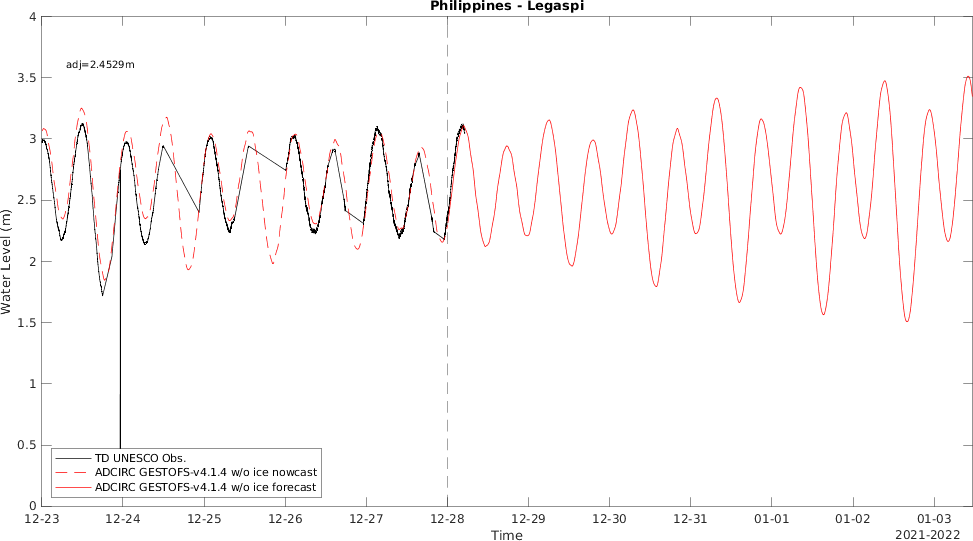 Philippines - Legaspi
4
3.5
3
2.5
2
1.5
1
0.5
0
Water Level (m)
adj=2.4529m
TD UNESCO Obs.
ADCIRC GESTOFS-v4.1.4 w/o ice nowcast
ADCIRC GESTOFS-v4.1.4 w/o ice forecast
12-23 12-24 12-25 12-26 12-27 12-28 12-29 12-30 12-31 01-01 01-02 01-03
Time
2021-2022